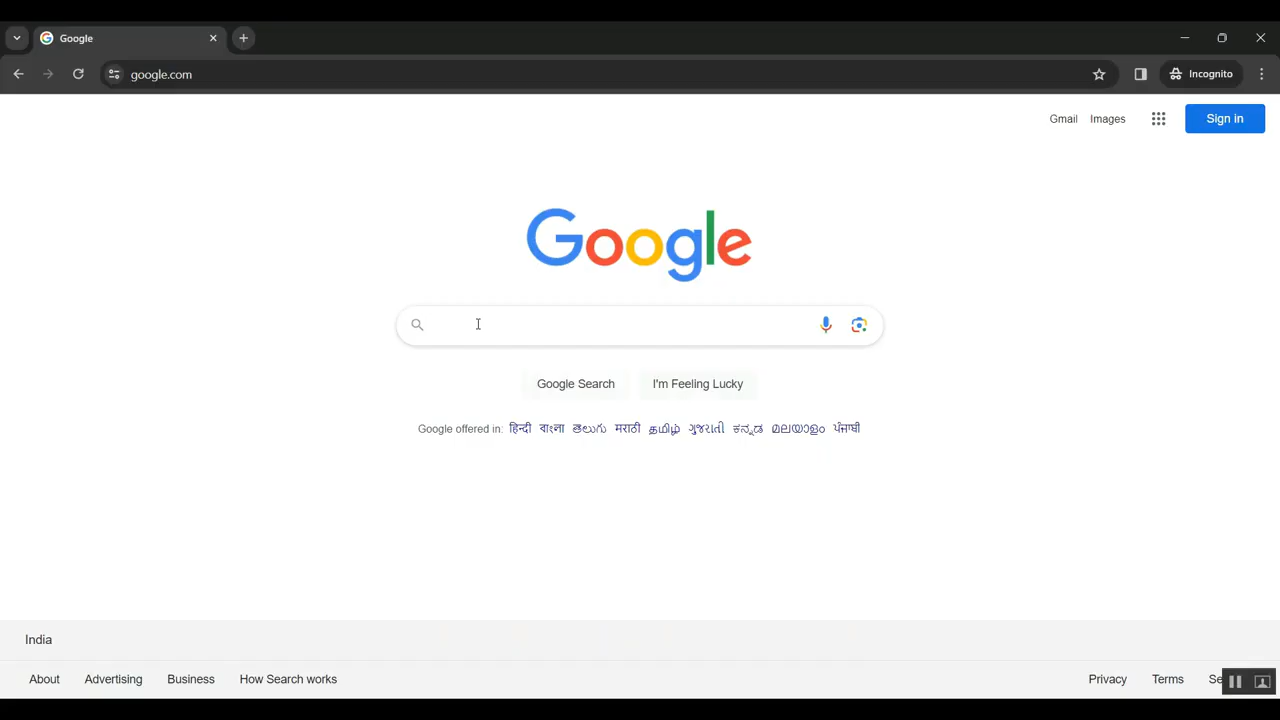 Google
google.com
Incognito
Gmail Images Sign in
Google
Google Search I'm Feeling Lucky
Google offered in: हिन्दी বাংলা తెలుగు मराठी தமிழ் ગુજરાતી ಕನ್ನಡ മലയാളം ਪੰਜਾਬੀ
India
About Advertising Business How Search works Privacy Terms Se